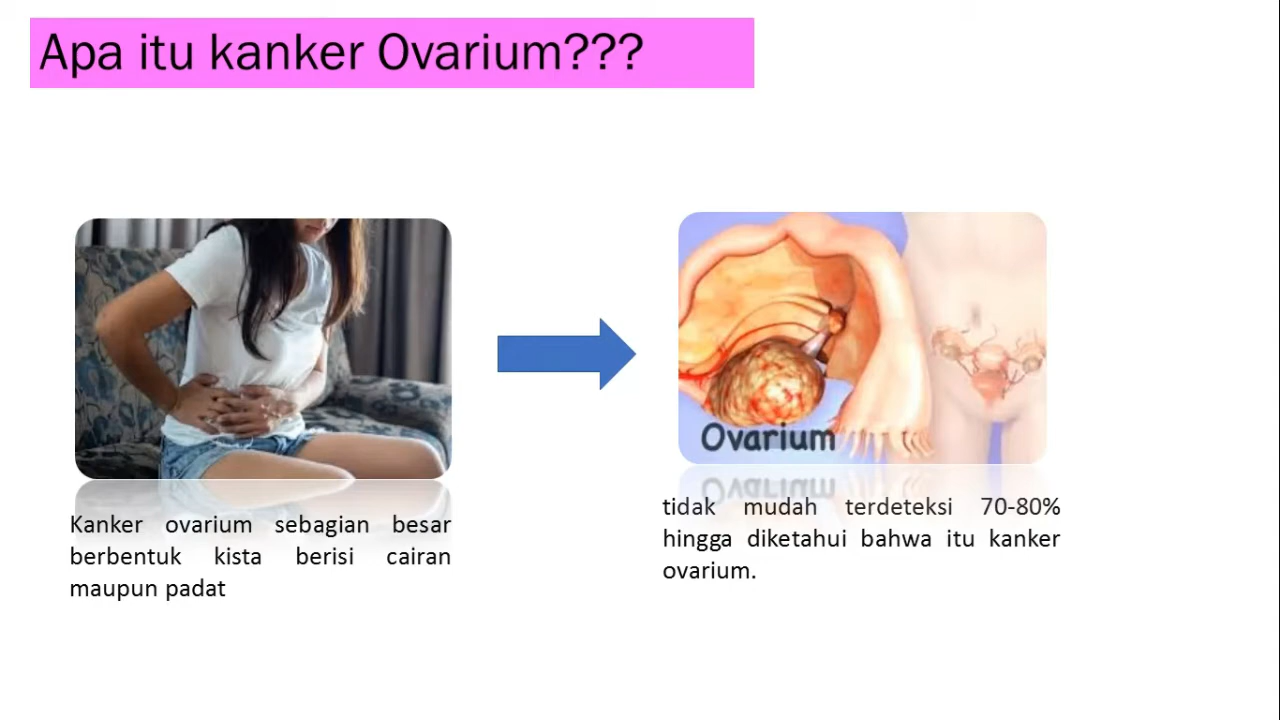 Apa itu kanker Ovarium???
Ovarium
Kanker ovarium sebagian besar
berbentuk kista berisi cairan
maupun padat
tidak mudah terdeteksi 70-80%
hingga diketahui bahwa itu kanker
ovarium.